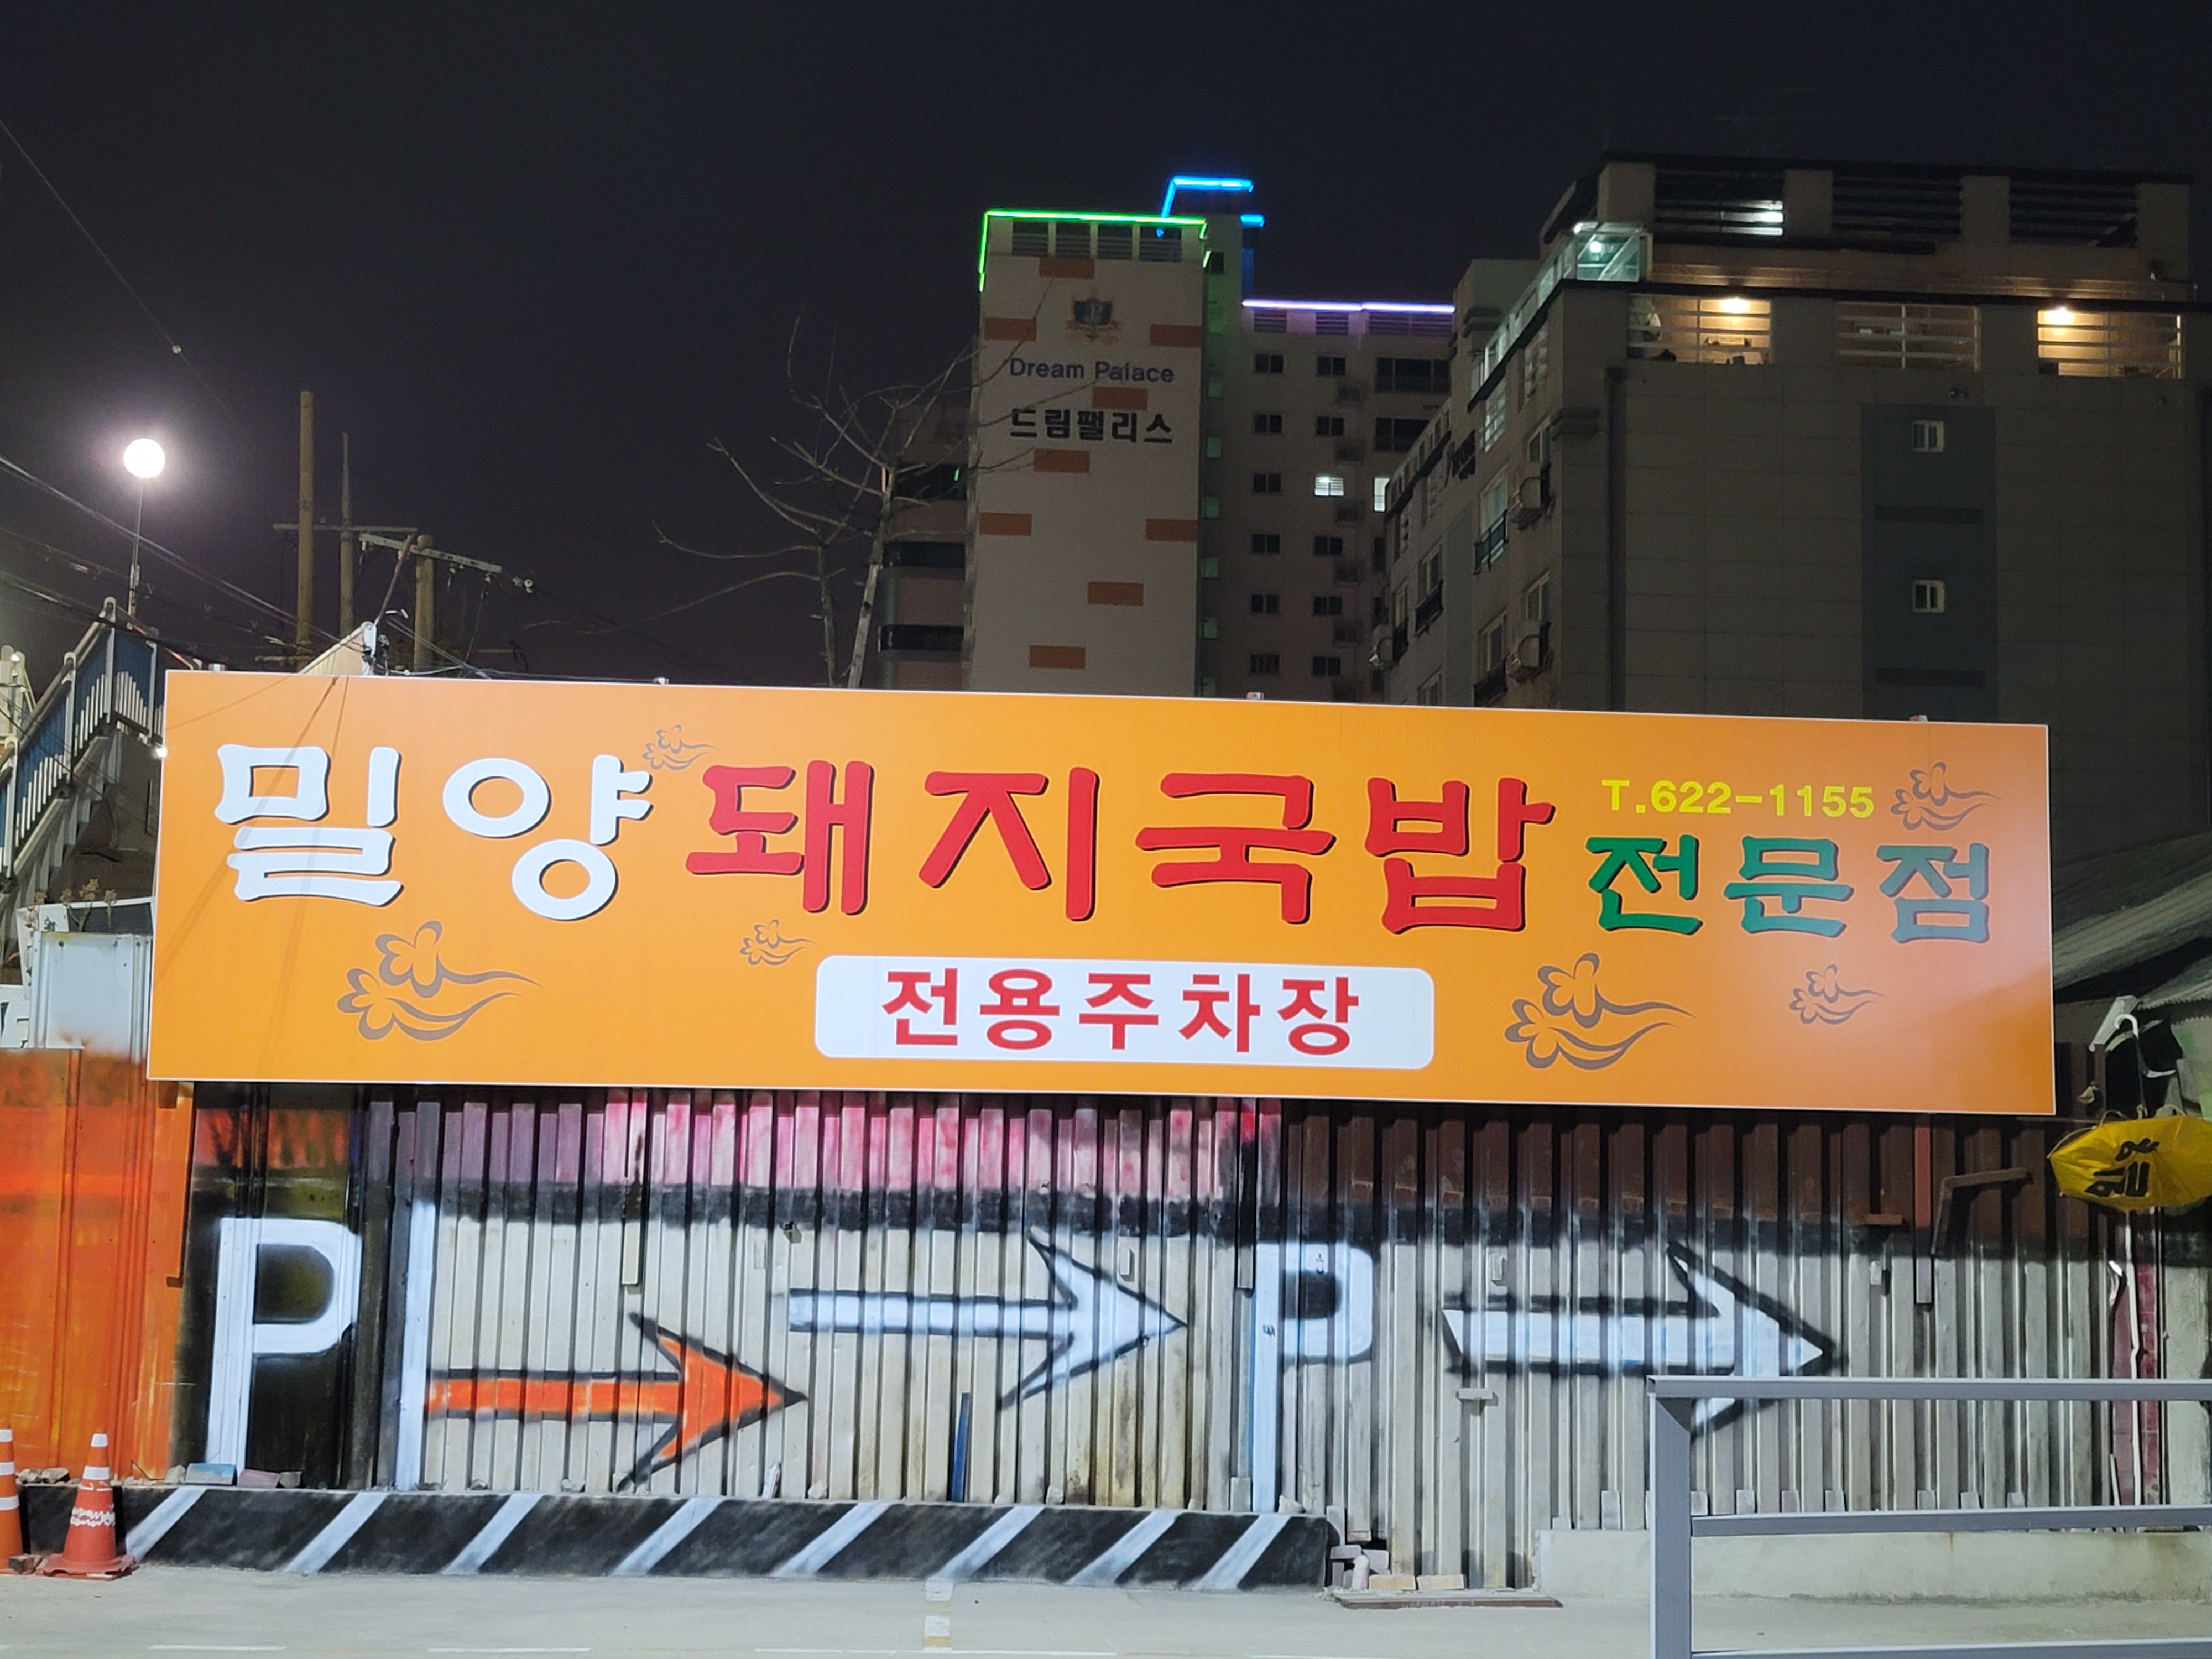 Dream Palace
드림팰리스
밀양돼지국밥
T.622-1155
전문점
전용주차장
P
P